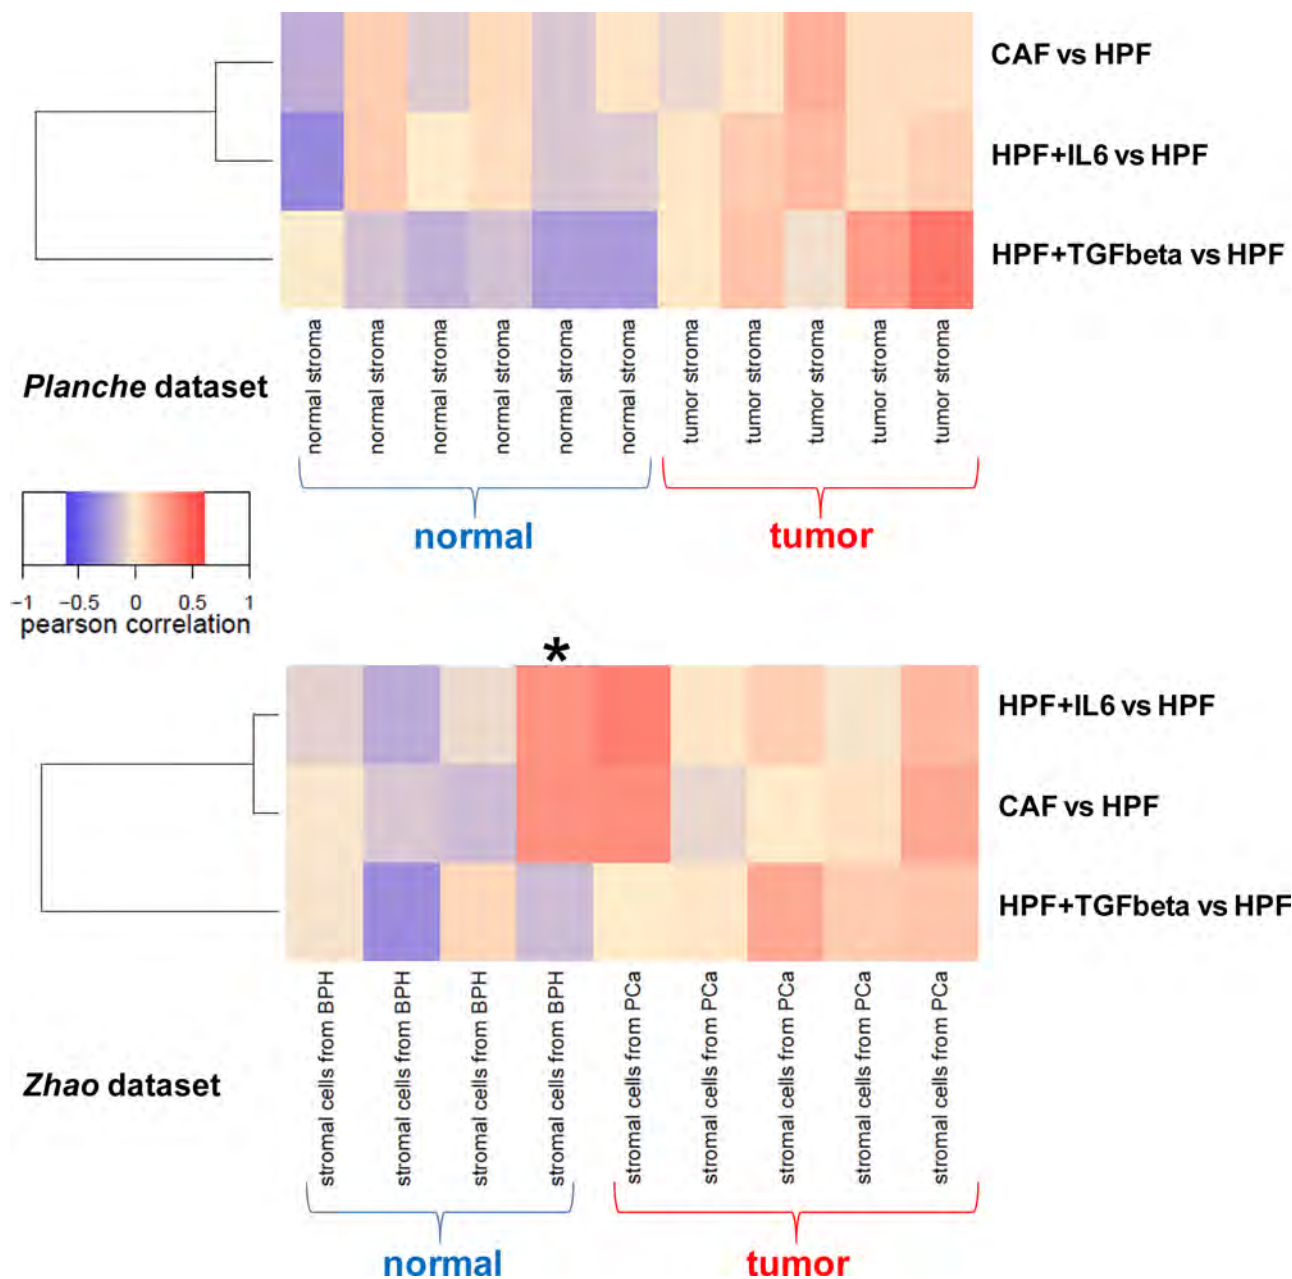 CAF vs HPF
HPF+IL6 vs HPF
HPF+TGFbeta vs HPF
normal stroma
normal stroma
normal stroma
normal stroma
normal stroma
normal stroma
tumor stroma
tumor stroma
tumor stroma
tumor stroma
tumor stroma
Planche dataset
normal
tumor
−1 −0.5 0 0.5 1
pearson correlation
*
HPF+IL6 vs HPF
CAF vs HPF
HPF+TGFbeta vs HPF
stromal cells from BPH
stromal cells from BPH
stromal cells from BPH
stromal cells from BPH
stromal cells from PCa
stromal cells from PCa
stromal cells from PCa
stromal cells from PCa
stromal cells from PCa
Zhao dataset
normal
tumor